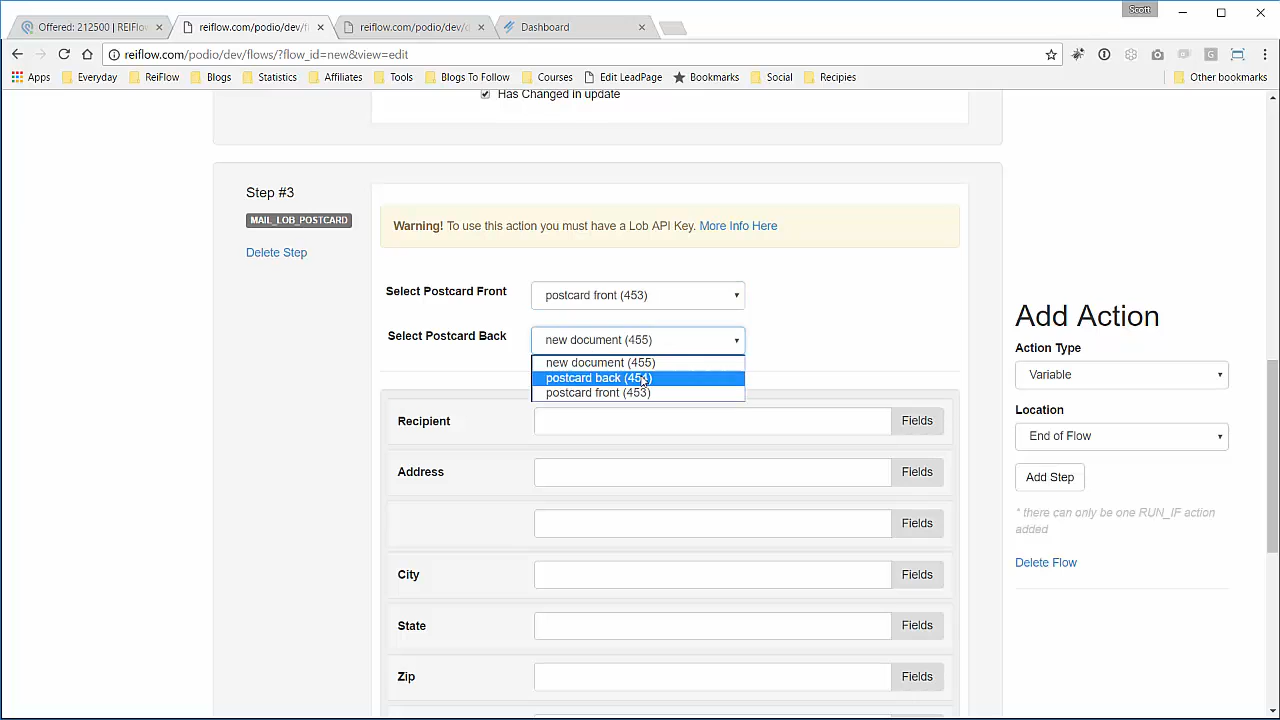 Scott
Offered: 212500 | REIFlo
reiflow.com/podio/dev/f
reiflow.com/podio/dev/c
Dashboard
reiflow.com/podio/dev/flows/?flow_id=new&view=edit
Apps Everyday ReiFlow Blogs Statistics Affiliates Tools Blogs To Follow Courses Edit LeadPage Bookmarks Social Recipies Other bookmarks
Has Changed in update
Step #3
MAIL_LOB_POSTCARD
Delete Step
Warning! To use this action you must have a Lob API Key. More Info Here
Select Postcard Front postcard front (453)
Select Postcard Back new document (455)
new document (455)
postcard back (454)
postcard front (453)
Recipient Fields
Address Fields
Fields
City Fields
State Fields
Zip Fields
Add Action
Action Type
Variable
Location
End of Flow
Add Step
* there can only be one RUN_IF action
added
Delete Flow